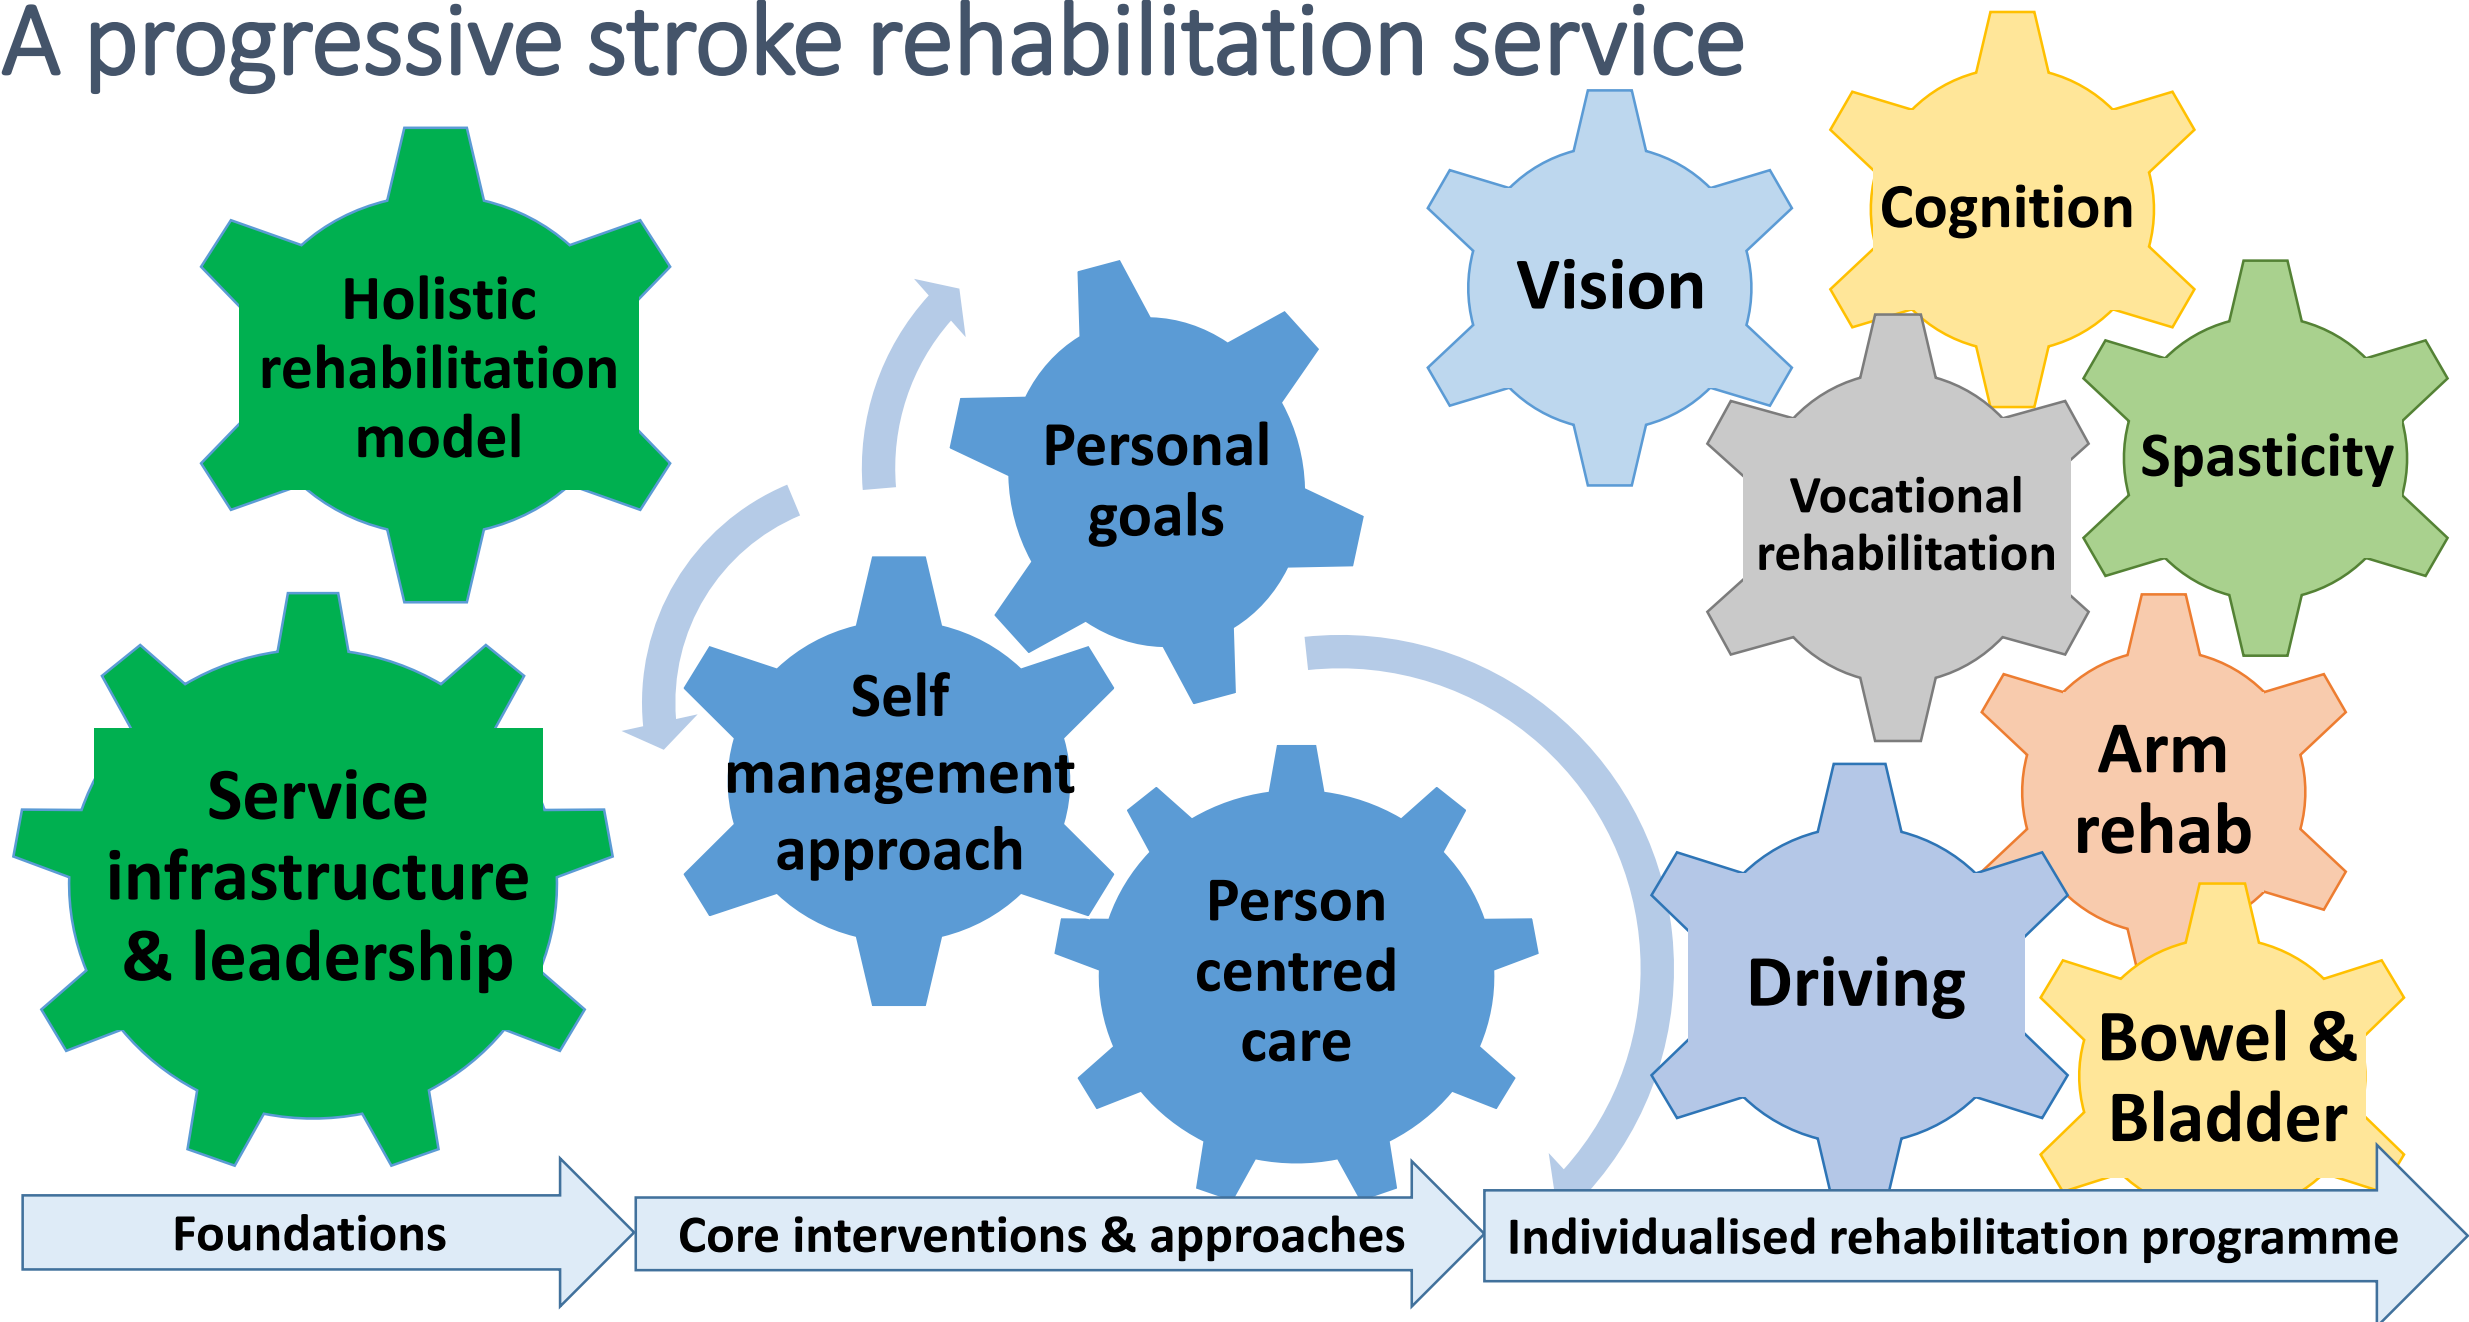 A progressive stroke rehabilitation service
Holistic
rehabilitation
model
Service
infrastructure
& leadership
Personal
goals
Self
management
approach
Person
centred
care
Vision
Cognition
Vocational
rehabilitation
Spasticity
Arm
rehab
Driving
Bowel &
Bladder
Foundations
Core interventions & approaches
Individualised rehabilitation programme